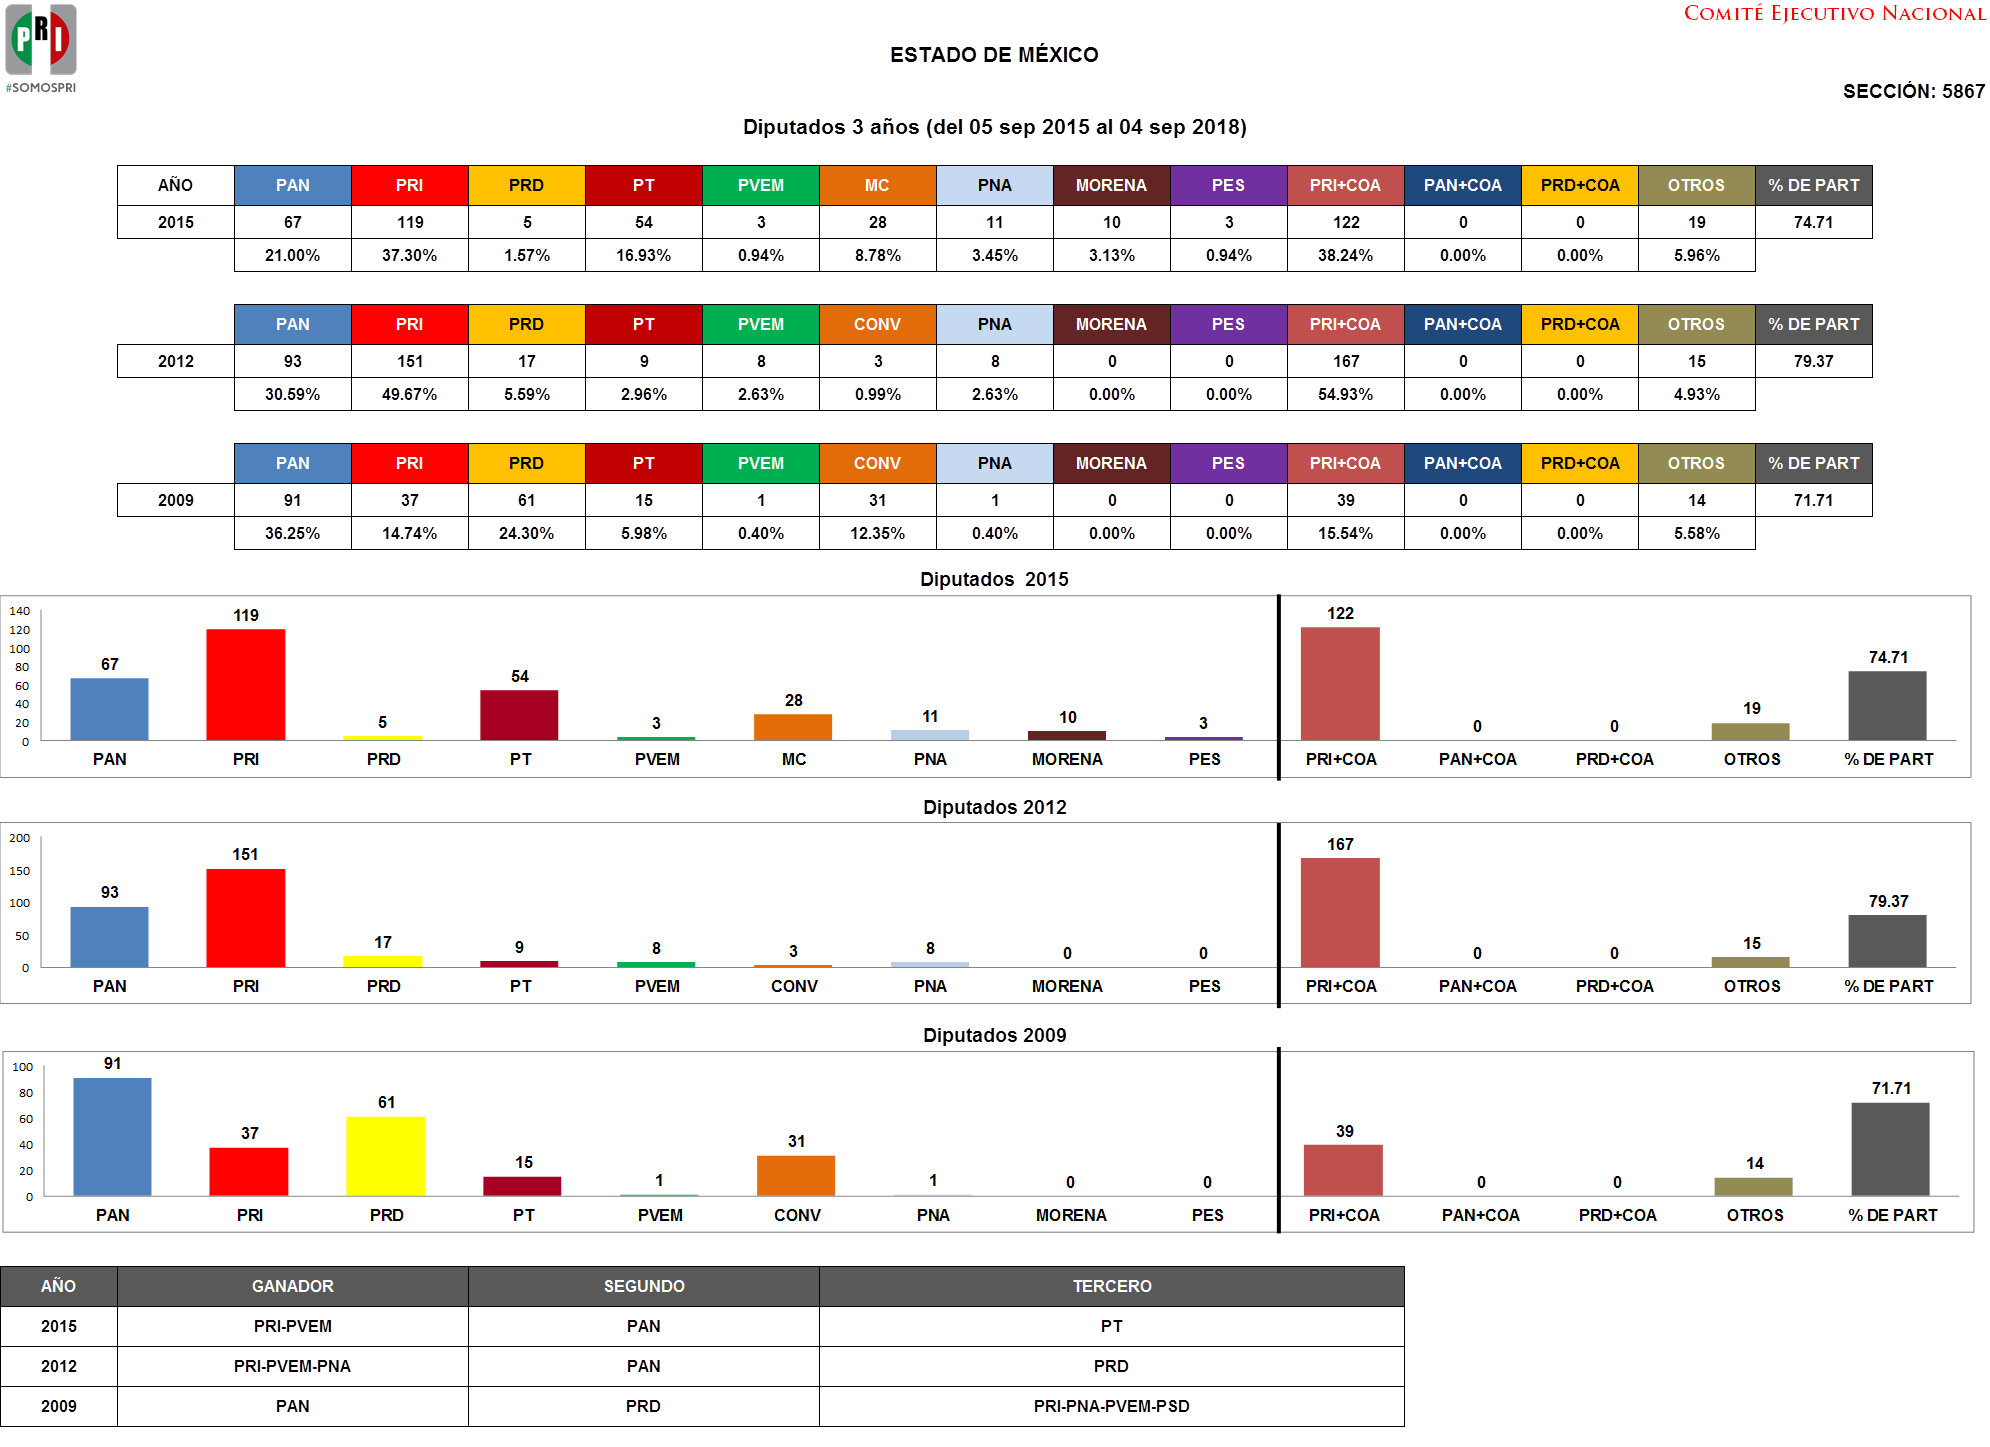 PRI
#SOMOSPRI
COMITÉ EJECUTIVO NACIONAL
ESTADO DE MÉXICO
SECCIÓN: 5867
Diputados 3 años (del 05 sep 2015 al 04 sep 2018)
AÑO PAN PRI PRD PT PVEM MC PNA MORENA PES PRI+COA PAN+COA PRD+COA OTROS % DE PART
2015 67 119 5 54 3 28 11 10 3 122 0 0 19 74.71
21.00% 37.30% 1.57% 16.93% 0.94% 8.78% 3.45% 3.13% 0.94% 38.24% 0.00% 0.00% 5.96%
PAN PRI PRD PT PVEM CONV PNA MORENA PES PRI+COA PAN+COA PRD+COA OTROS % DE PART
2012 93 151 17 9 8 3 8 0 0 167 0 0 15 79.37
30.59% 49.67% 5.59% 2.96% 2.63% 0.99% 2.63% 0.00% 0.00% 54.93% 0.00% 0.00% 4.93%
PAN PRI PRD PT PVEM CONV PNA MORENA PES PRI+COA PAN+COA PRD+COA OTROS % DE PART
2009 91 37 61 15 1 31 1 0 0 39 0 0 14 71.71
36.25% 14.74% 24.30% 5.98% 0.40% 12.35% 0.40% 0.00% 0.00% 15.54% 0.00% 0.00% 5.58%
Diputados 2015
140
120
100
80
60
40
20
0
67 119 5 54 3 28 11 10 3 122 0 0 19 74.71
PAN PRI PRD PT PVEM MC PNA MORENA PES PRI+COA PAN+COA PRD+COA OTROS % DE PART
Diputados 2012
200
150
100
50
0
93 151 17 9 8 3 8 0 0 167 0 0 15 79.37
PAN PRI PRD PT PVEM CONV PNA MORENA PES PRI+COA PAN+COA PRD+COA OTROS % DE PART
Diputados 2009
100
80
60
40
20
0
91 37 61 15 1 31 1 0 0 39 0 0 14 71.71
PAN PRI PRD PT PVEM CONV PNA MORENA PES PRI+COA PAN+COA PRD+COA OTROS % DE PART
AÑO GANADOR SEGUNDO TERCERO
2015 PRI-PVEM PAN PT
2012 PRI-PVEM-PNA PAN PRD
2009 PAN PRD PRI-PNA-PVEM-PSD